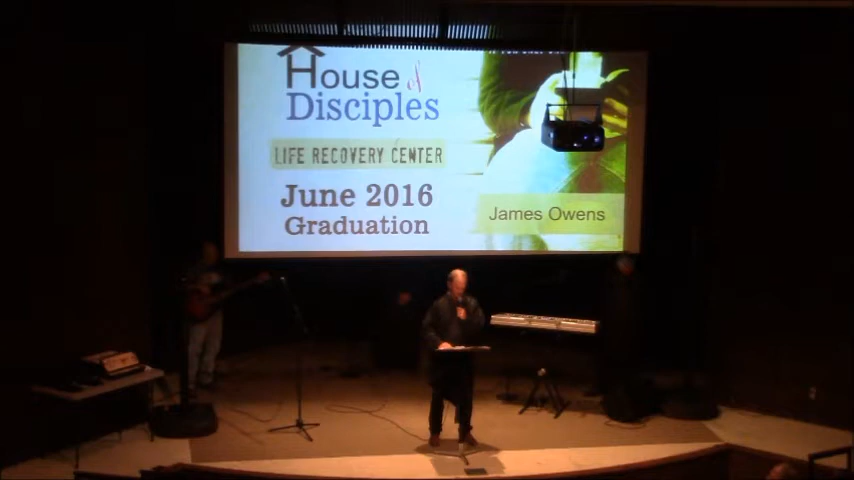 House of
Disciples
LIFE RECOVERY CENTER
June 2016
Graduation
James Owens